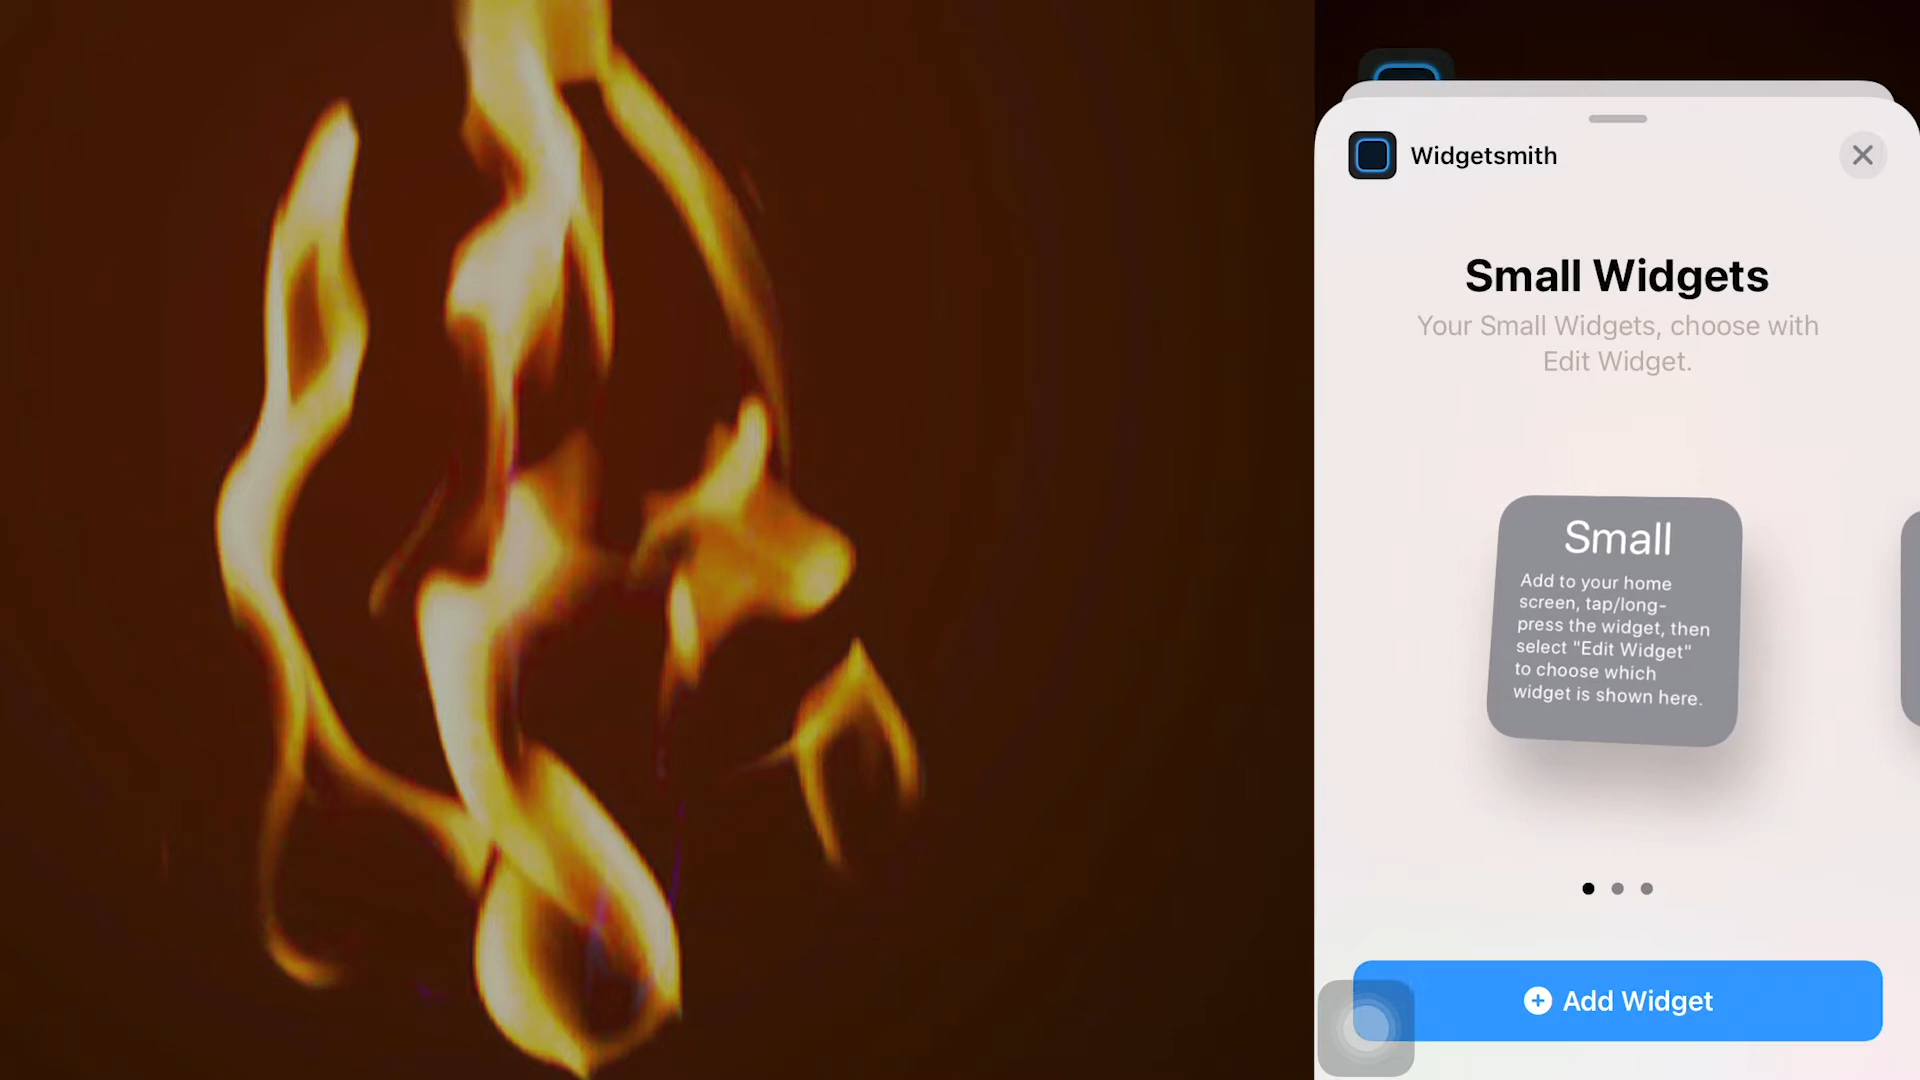 Widgetsmith
Small Widgets
Your Small Widgets, choose with
Edit Widget.
Small
Add to your home
screen, tap/long-
press the widget, then
select "Edit Widget"
to choose which
widget is shown here.
Add Widget